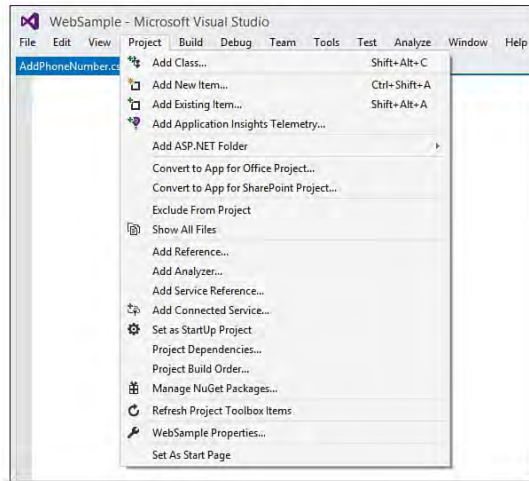 WebSample - Microsoft Visual Studio
File Edit View Project Build Debug Team Tools Test Analyze Window Help
AddPhoneNumber.cs
Add Class... Shift+Alt+C
Add New Item... Ctrl+Shift+A
Add Existing Item... Shift+Alt+A
Add Application Insights Telemetry...
Add ASP.NET Folder
Convert to App for Office Project...
Convert to App for SharePoint Project...
Exclude From Project
Show All Files
Add Reference...
Add Analyzer...
Add Service Reference...
Add Connected Service...
Set as StartUp Project
Project Dependencies...
Project Build Order...
Manage NuGet Packages...
Refresh Project Toolbox Items
WebSample Properties...
Set As Start Page